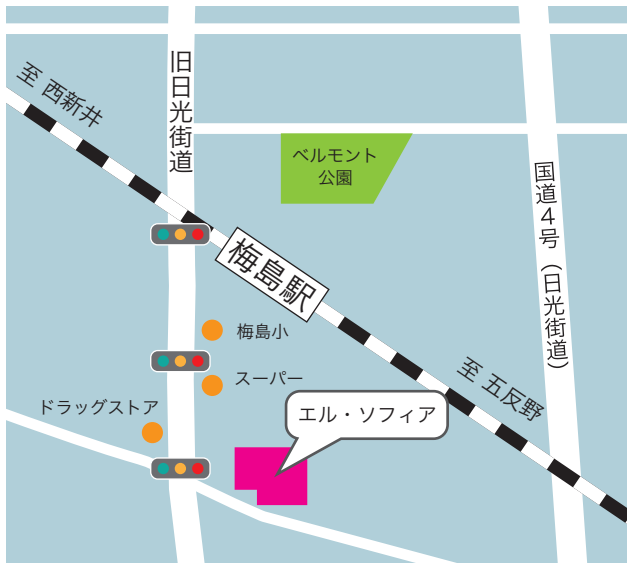 至 西新井
旧日光街道
ベルモント
公園
国道4号（日光街道）
梅島駅
梅島小
スーパー
至 五反野
ドラッグストア
エル・ソフィア